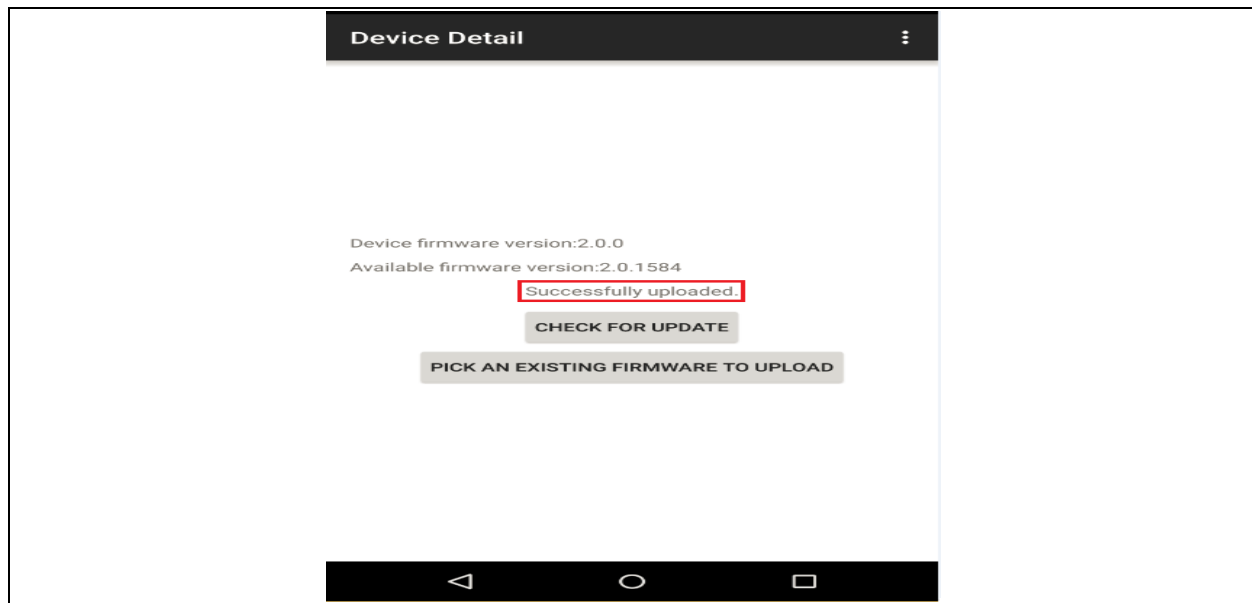 Device Detail
Device firmware version:2.0.0
Available firmware version:2.0.1584
Successfully uploaded.
CHECK FOR UPDATE
PICK AN EXISTING FIRMWARE TO UPLOAD